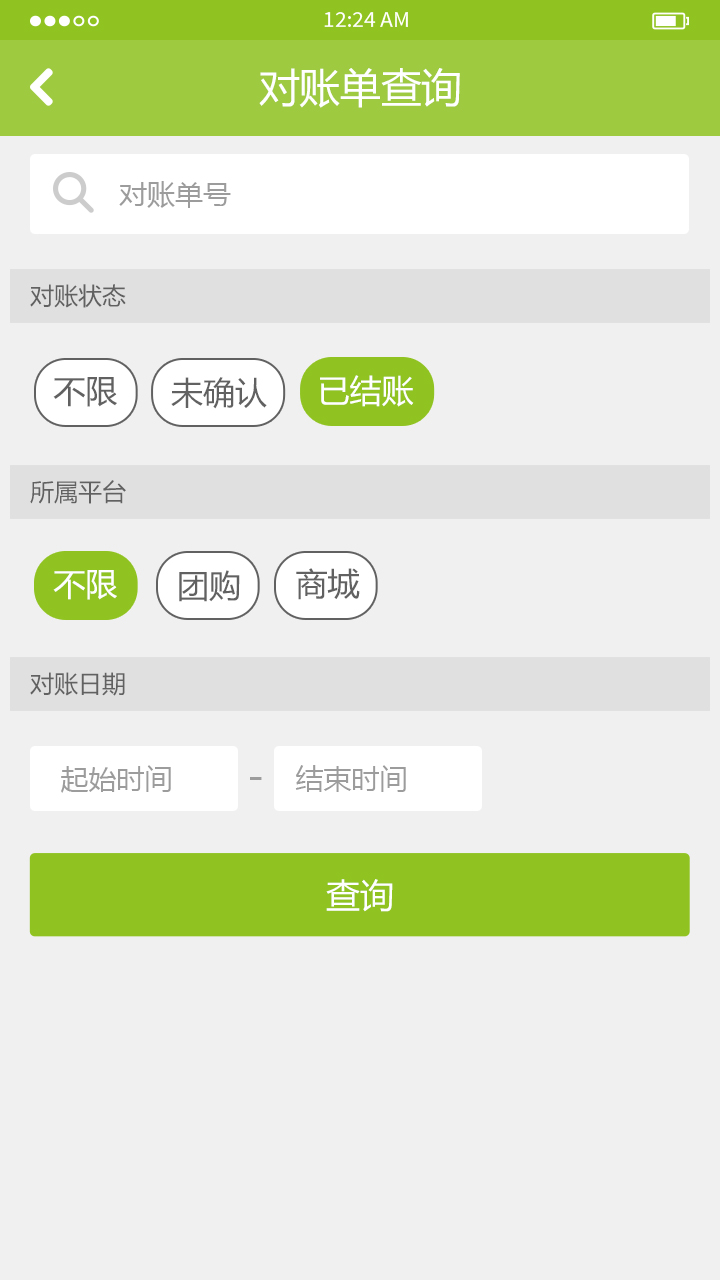 12:24 AM
对账单查询
对账单号
对账状态
不限 未确认 已结账
所属平台
不限 团购 商城
对账日期
起始时间 - 结束时间
查询